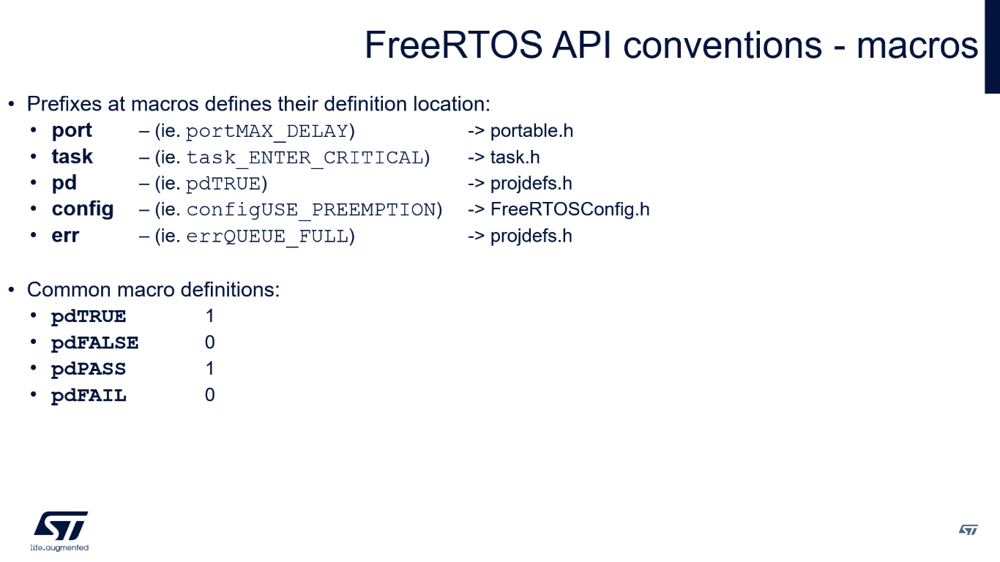 FreeRTOS API conventions - macros
• Prefixes at macros defines their definition location:
• port – (ie. portMAX_DELAY) -> portable.h
• task – (ie. task_ENTER_CRITICAL) -> task.h
• pd – (ie. pdTRUE) -> projdefs.h
• config – (ie. configUSE_PREEMPTION) -> FreeRTOSConfig.h
• err – (ie. errQUEUE_FULL) -> projdefs.h
• Common macro definitions:
• pdTRUE 1
• pdFALSE 0
• pdPASS 1
• pdFAIL 0
ST
life.augmented
ST